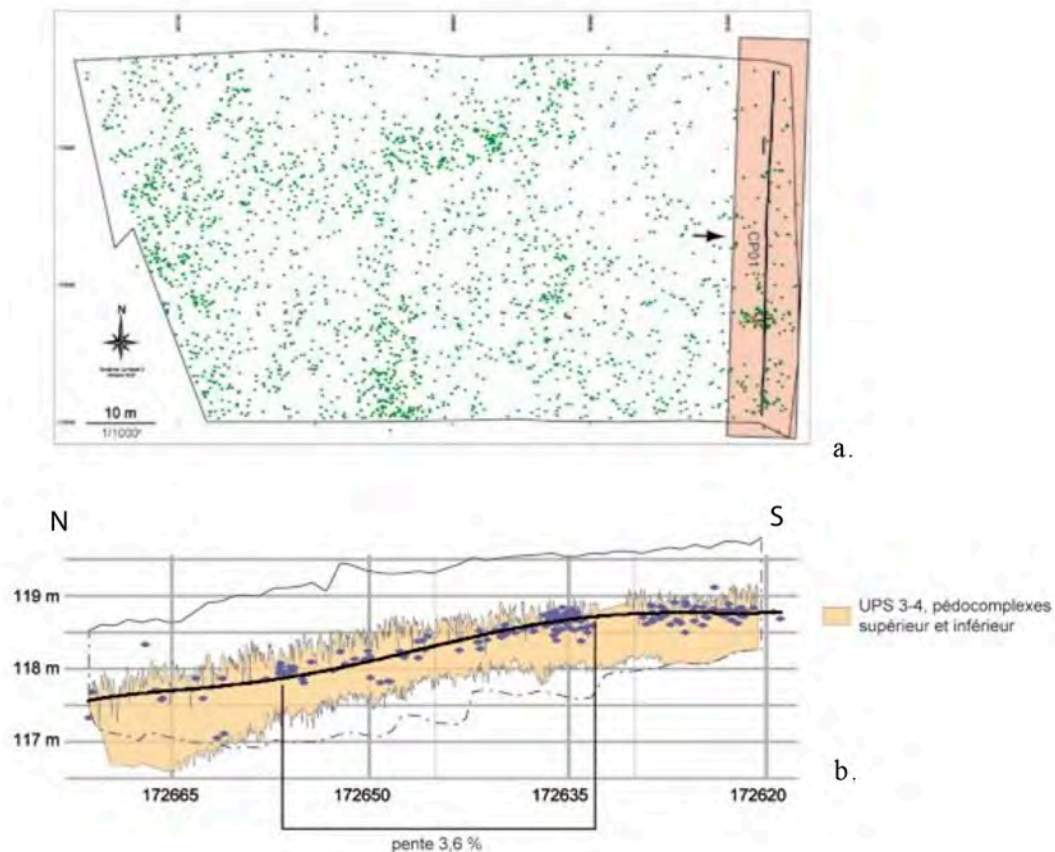 CP01
N
10 m
1/1000e
a.
N
S
119 m
118 m
117 m
UPS 3-4, pédocomplexes
supérieur et inférieur
b.
172665
172650
172635
172620
pente 3,6 %